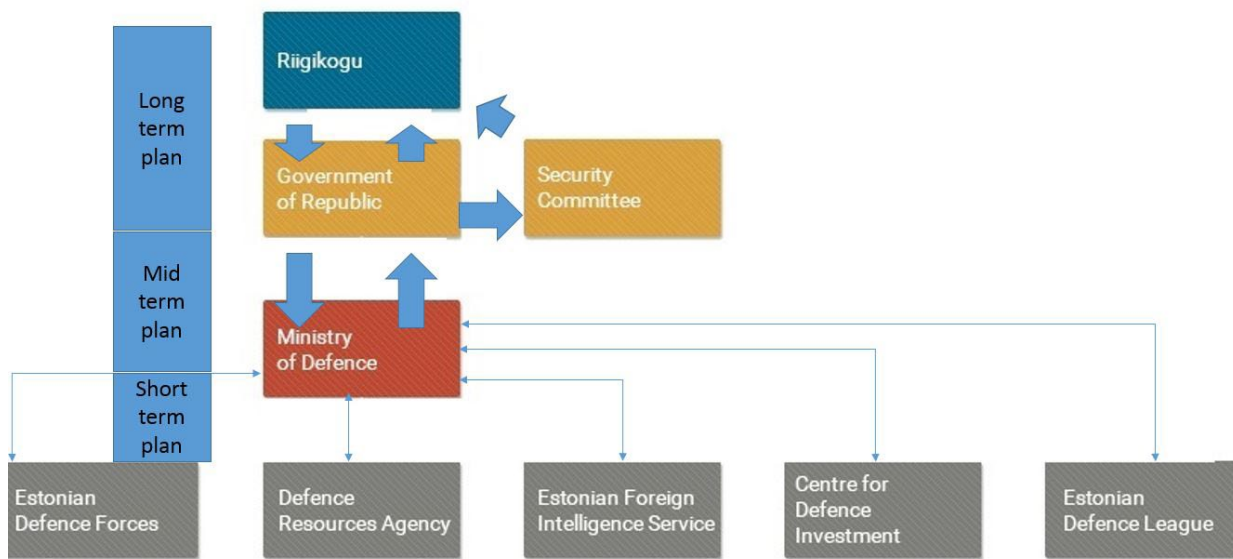 Long
term
plan
Riigikogu
Government
of Republic
Security
Committee
Mid
term
plan
Ministry
of Defence
Short
term
plan
Estonian
Defence Forces
Defence
Resources Agency
Estonian Foreign
Intelligence Service
Centre for
Defence
Investment
Estonian
Defence League